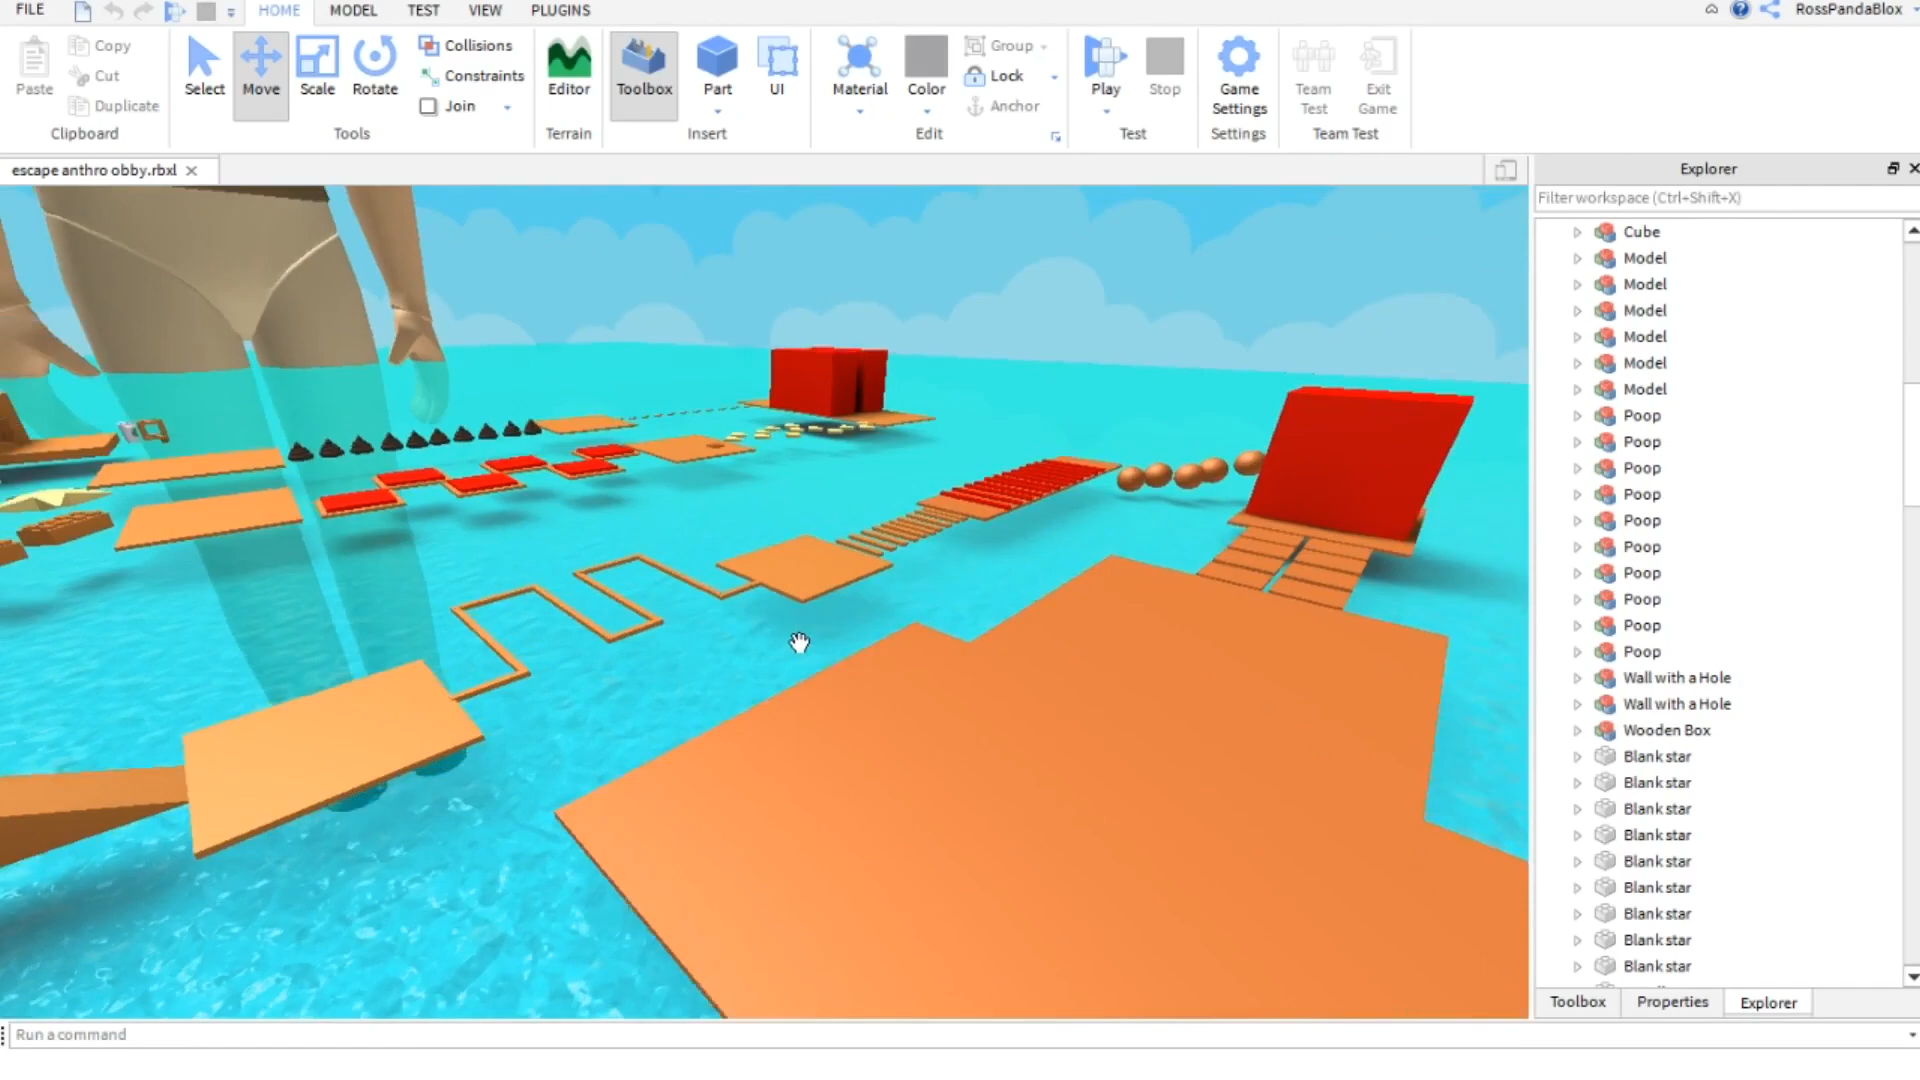 FILE HOME MODEL TEST VIEW PLUGINS RossPandaBlox
Paste Copy Cut Duplicate Select Move Scale Rotate Collisions Constraints Join Editor Toolbox Part UI Material Color Group Lock Anchor Play Stop Game Settings Team Test Exit Game
Clipboard Tools Terrain Insert Edit Test Settings Team Test
escape anthro obby.rbxl Explorer
Filter workspace (Ctrl+Shift+X)
Cube
Model
Model
Model
Model
Model
Model
Poop
Poop
Poop
Poop
Poop
Poop
Poop
Poop
Poop
Poop
Wall with a Hole
Wall with a Hole
Wooden Box
Blank star
Blank star
Blank star
Blank star
Blank star
Blank star
Blank star
Blank star
Blank star
Toolbox Properties Explorer
Run a command